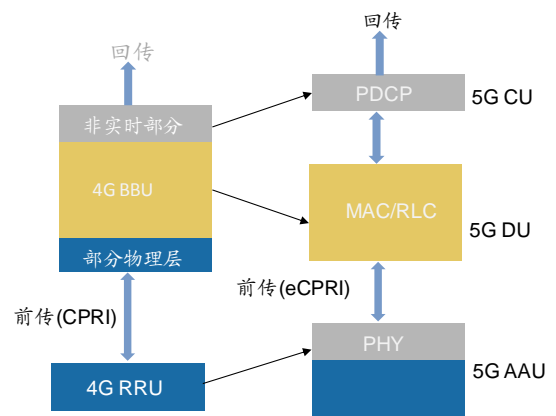 回传
非实时部分
4G BBU
部分物理层
前传(CPRI)
4G RRU
回传
PDCP
5G CU
MAC/RLC
5G DU
前传(eCPRI)
PHY
5G AAU